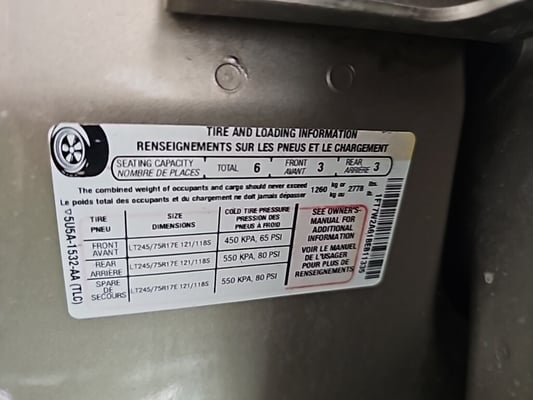 TIRE AND LOADING INFORMATION
RENSEIGNEMENTS SUR LES PNEUS ET LE CHARGEMENT
SEATING CAPACITY TOTAL 6 FRONT 3 REAR 3
NOMBRE DE PLACES AVANT ARRIÈRE
The combined weight of occupants and cargo should never exceed 1260 kg or 2778 lbs.
Le poids total des occupants et du chargement ne doit jamais dépasser kg ou
TIRE SIZE COLD TIRE PRESSURE
PNEU DIMENSIONS PRESSION DES PNEUS À FROID
FRONT LT245/75R17E 121/118S 450 KPA, 65 PSI
AVANT
REAR LT245/75R17E 121/118S 550 KPA, 80 PSI
ARRIÈRE
SPARE LT245/75R17E 121/118S 550 KPA, 80 PSI
DE SECOURS
SEE OWNER'S
MANUAL FOR
ADDITIONAL
INFORMATION
VOIR LE MANUEL
DE L'USAGER
POUR PLUS DE
RENSEIGNEMENTS
5U5A-1532-AA (TLC)